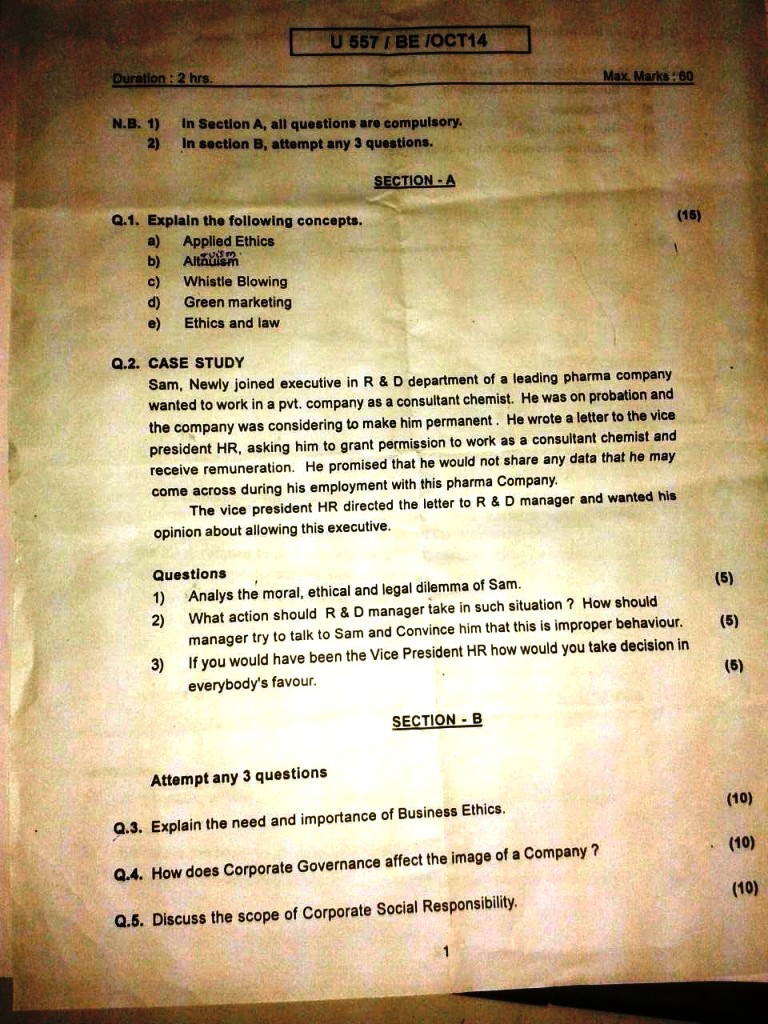 U 557 / BE /OCT14
Duration : 2 hrs. Max. Marks : 60
N.B. 1) In Section A, all questions are compulsory.
2) In section B, attempt any 3 questions.
SECTION - A
Q.1. Explain the following concepts. (15)
a) Applied Ethics
b) Altruism
c) Whistle Blowing
d) Green marketing
e) Ethics and law
Q.2. CASE STUDY
Sam, Newly joined executive in R & D department of a leading pharma company
wanted to work in a pvt. company as a consultant chemist. He was on probation and
the company was considering to make him permanent . He wrote a letter to the vice
president HR, asking him to grant permission to work as a consultant chemist and
receive remuneration. He promised that he would not share any data that he may
come across during his employment with this pharma Company.
The vice president HR directed the letter to R & D manager and wanted his
opinion about allowing this executive.
Questions
1) Analys the moral, ethical and legal dilemma of Sam. (5)
2) What action should R & D manager take in such situation ? How should
manager try to talk to Sam and Convince him that this is improper behaviour. (5)
3) If you would have been the Vice President HR how would you take decision in
everybody's favour. (5)
SECTION - B
Attempt any 3 questions
Q.3. Explain the need and importance of Business Ethics. (10)
Q.4. How does Corporate Governance affect the image of a Company ? (10)
Q.5. Discuss the scope of Corporate Social Responsibility. (10)
1